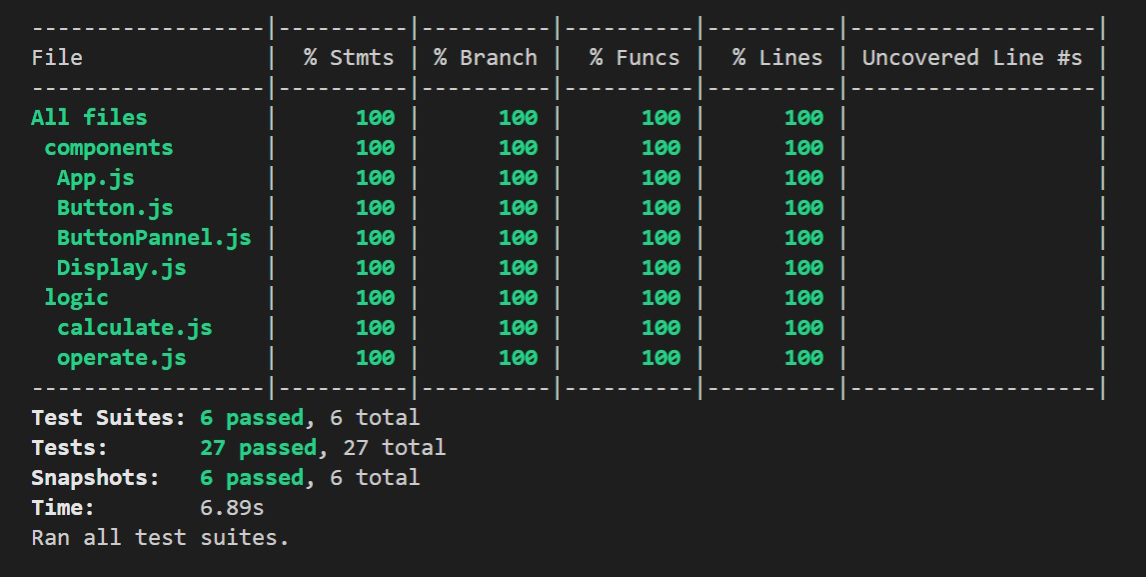 ------------------|----------|----------|----------|----------|-------------------|
File              |  % Stmts | % Branch |  % Funcs |  % Lines | Uncovered Line #s |
------------------|----------|----------|----------|----------|-------------------|
All files         |      100 |      100 |      100 |      100 |                   |
 components       |      100 |      100 |      100 |      100 |                   |
  App.js          |      100 |      100 |      100 |      100 |                   |
  Button.js       |      100 |      100 |      100 |      100 |                   |
  ButtonPannel.js |      100 |      100 |      100 |      100 |                   |
  Display.js      |      100 |      100 |      100 |      100 |                   |
 logic            |      100 |      100 |      100 |      100 |                   |
  calculate.js    |      100 |      100 |      100 |      100 |                   |
  operate.js      |      100 |      100 |      100 |      100 |                   |
------------------|----------|----------|----------|----------|-------------------|
Test Suites: 6 passed, 6 total
Tests:       27 passed, 27 total
Snapshots:   6 passed, 6 total
Time:        6.89s
Ran all test suites.